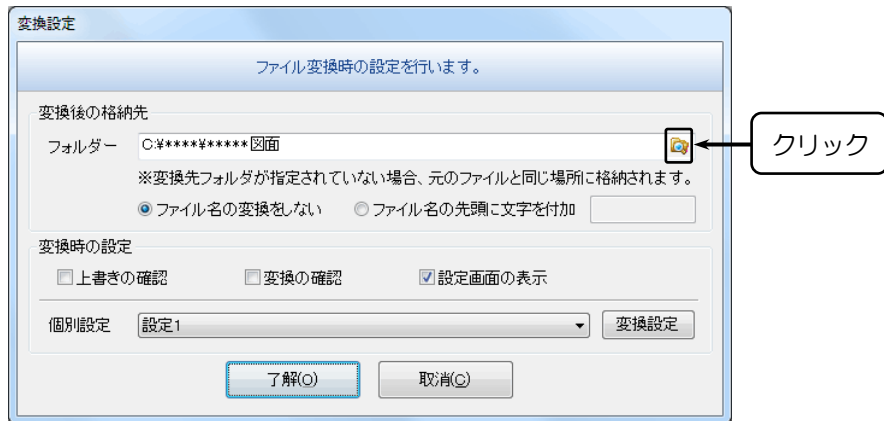 変換設定
ファイル変換時の設定を行います。
変換後の格納先
フォルダー C:¥****¥*****図面
クリック
※変換先フォルダが指定されていない場合、元のファイルと同じ場所に格納されます。
ファイル名の変換をしない ファイル名の先頭に文字を付加
変換時の設定
上書きの確認 変換の確認 設定画面の表示
個別設定 設定1 変換設定
了解(O) 取消(C)